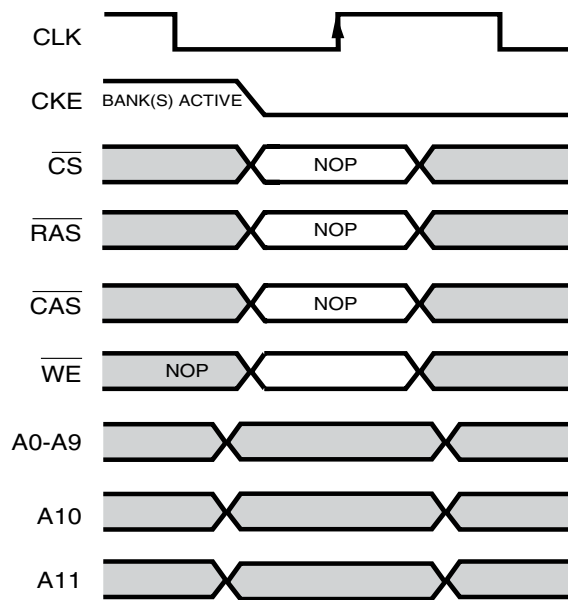 CLK
CKE BANK(S) ACTIVE
CS NOP
RAS NOP
CAS NOP
WE NOP
A0-A9
A10
A11